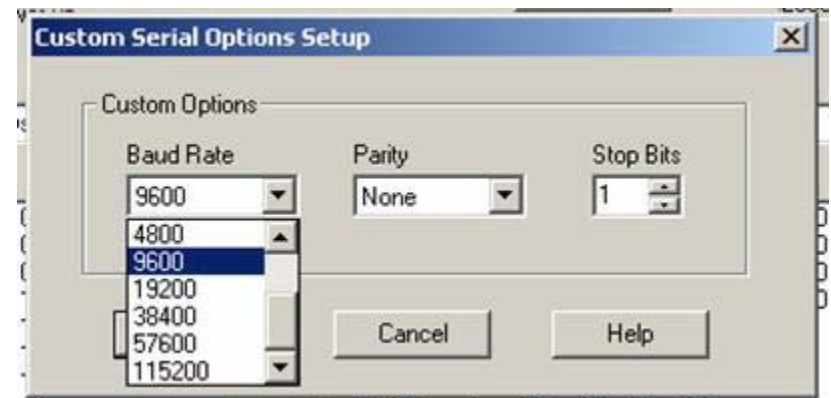 Custom Serial Options Setup
Custom Options
Baud Rate Parity Stop Bits
9600 None 1
4800
9600
19200
38400
57600
115200
Cancel Help